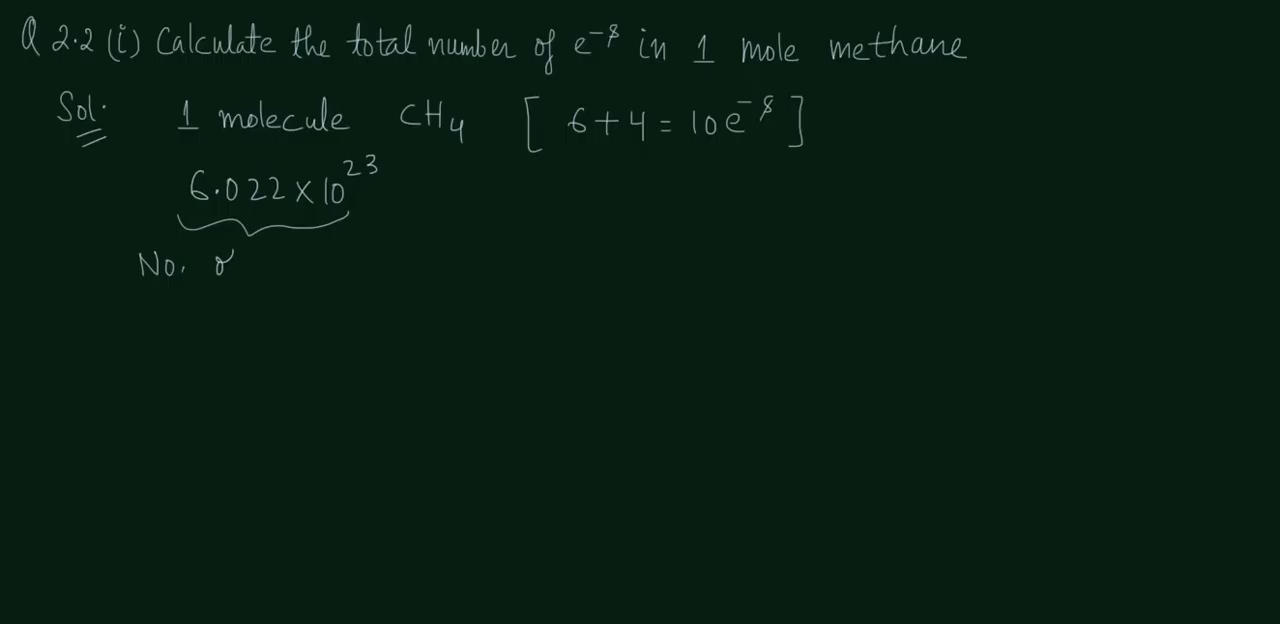 Q 2.2 (i) Calculate the total number of e⁻s in 1 mole methane
Sol. 1 molecule CH₄ [ 6+4 = 10e⁻s ]
6.022 × 10²³
No. o